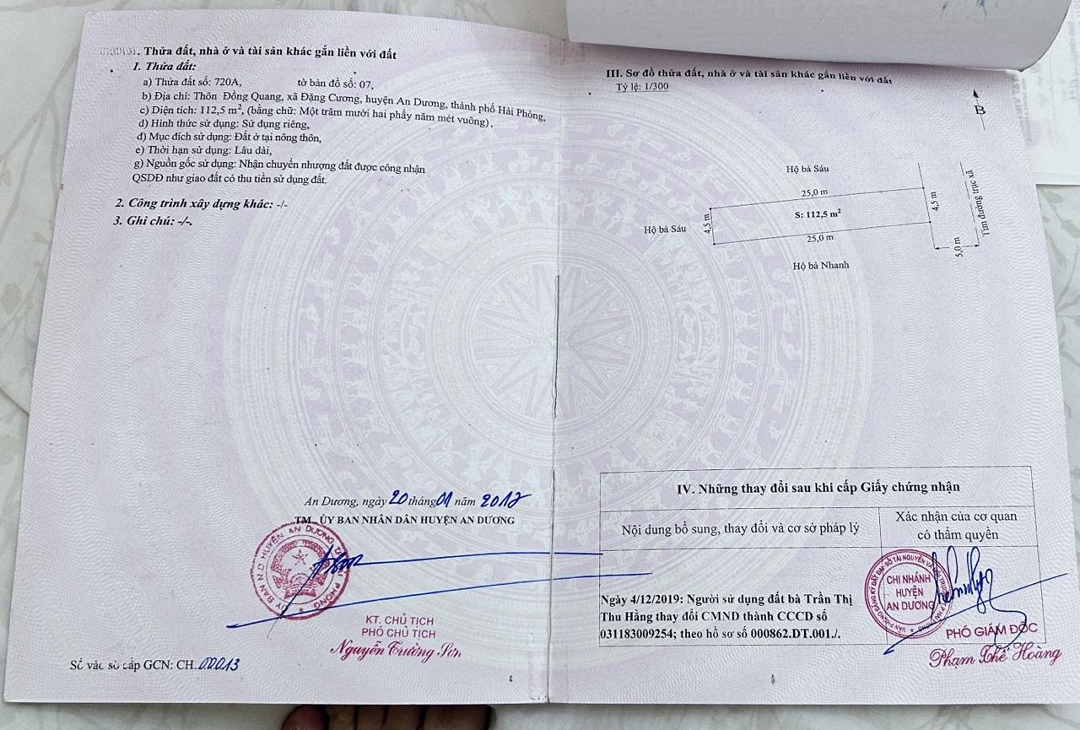 . Thửa đất, nhà ở và tài sản khác gắn liền với đất
1. Thửa đất:
a) Thửa đất số: 720A, tờ bản đồ số: 07,
b) Địa chỉ: Thôn Đồng Quang, xã Đặng Cương, huyện An Dương, thành phố Hải Phòng,
c) Diện tích: 112,5 m², (bằng chữ: Một trăm mười hai phẩy năm mét vuông),
d) Hình thức sử dụng: Sử dụng riêng,
đ) Mục đích sử dụng: Đất ở tại nông thôn,
e) Thời hạn sử dụng: Lâu dài,
g) Nguồn gốc sử dụng: Nhận chuyển nhượng đất được công nhận
QSDĐ như giao đất có thu tiền sử dụng đất.
2. Công trình xây dựng khác: -/-
3. Ghi chú: -/-.
An Dương, ngày 20 tháng 01 năm 2017
TM. ỦY BAN NHÂN DÂN HUYỆN AN DƯƠNG
KT. CHỦ TỊCH
PHÓ CHỦ TỊCH
Nguyễn Trường Sơn
Số vào sổ cấp GCN: CH.00013
III. Sơ đồ thửa đất, nhà ở và tài sản khác gắn liền với đất
Tỷ lệ: 1/300
B
Hộ bà Sáu
25,0 m
4,5 m
S: 112,5 m²
4,5 m
Tim đường trục xã
Hộ bà Sáu
25,0 m
5,0 m
Hộ bà Nhanh
IV. Những thay đổi sau khi cấp Giấy chứng nhận
Nội dung bổ sung, thay đổi và cơ sở pháp lý
Xác nhận của cơ quan
có thẩm quyền
Ngày 4/12/2019: Người sử dụng đất bà Trần Thị
Thu Hằng thay đổi CMND thành CCCD số
031183009254; theo hồ sơ số 000862.DT.001./.
CHI NHÁNH
HUYỆN
AN DƯƠNG
PHÓ GIÁM ĐỐC
Phạm Thế Hoàng